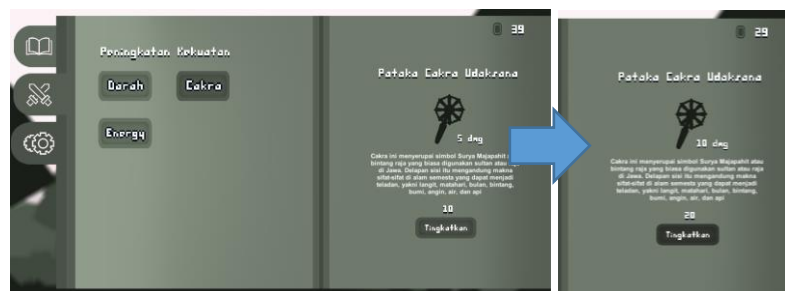 Peningkatan Kekuatan
Darah
Cakra
Energy
39
Pataka Cakra Udakrana
5 dmg
Cakra ini menyerupai simbol Surya Majapahit
bintang raja yang biasa digunakan sultan atau
di Jawa. Delapan sisi itu mengandung makna
sifat-sifat di alam semesta yang dapat menjadi
teladan, yakni langit, matahari, bulan, bintang,
bumi, angin, air, dan api
10
Tingkatkan
29
Pataka Cakra Udakrana
10 dmg
Cakra ini menyerupai simbol Surya Majapahit atau
bintang raja yang biasa digunakan sultan atau raja
di Jawa. Delapan sisi itu mengandung makna
sifat-sifat di alam semesta yang dapat menjadi
teladan, yakni langit, matahari, bulan, bintang,
bumi, angin, air, dan api
20
Tingkatkan